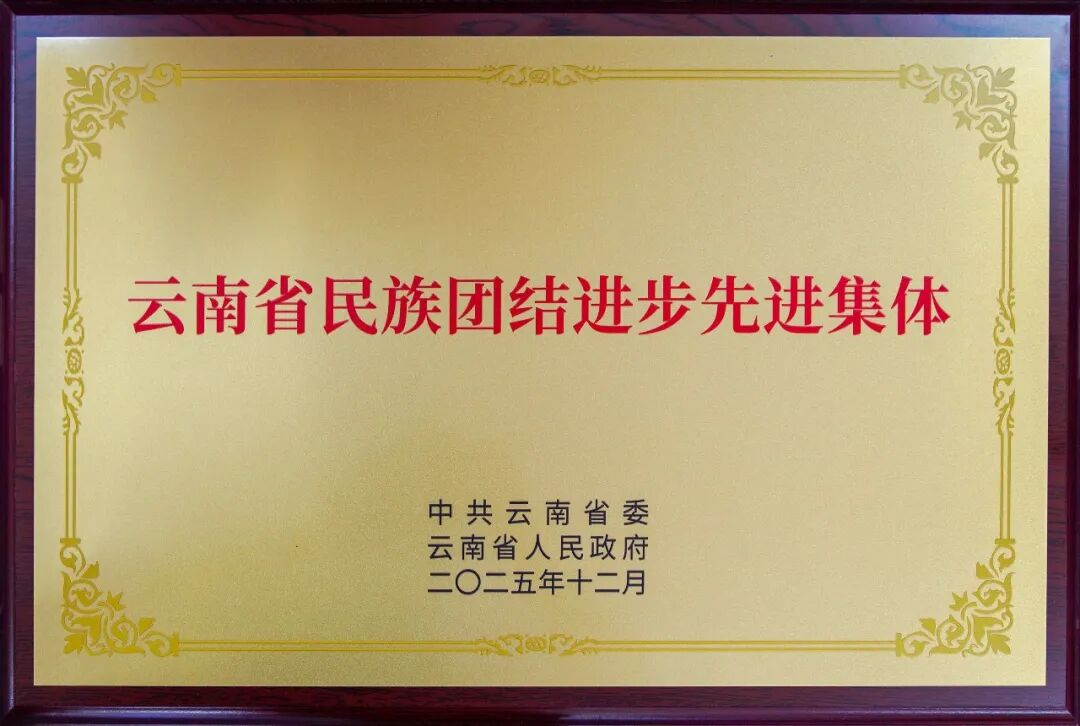 云南省民族团结进步先进集体
中共云南省委
云南省人民政府
二〇二五年十二月